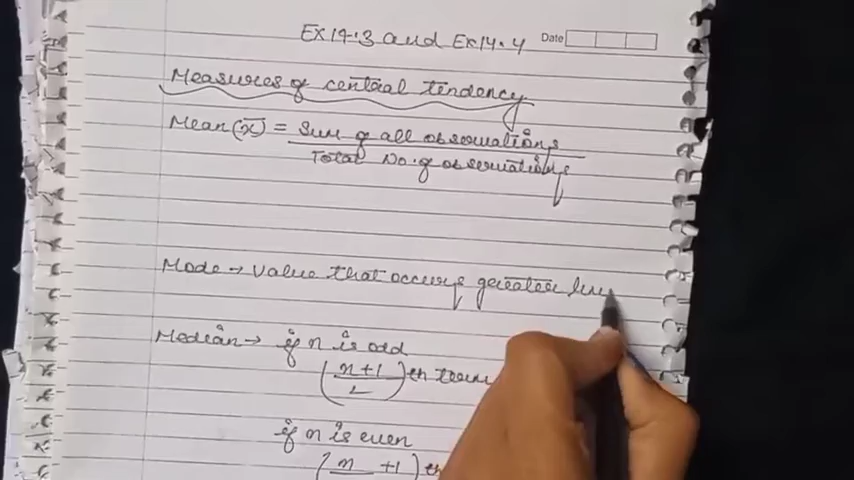 Ex 14.3 and Ex 14.4 Date
Measures of central tendency
Mean (x̄) = Sum of all observations
Total No. of observations
Mode → Value that occurs greater
Median → if n is odd
(n+1
2)th term
if n is even
(n +1)th